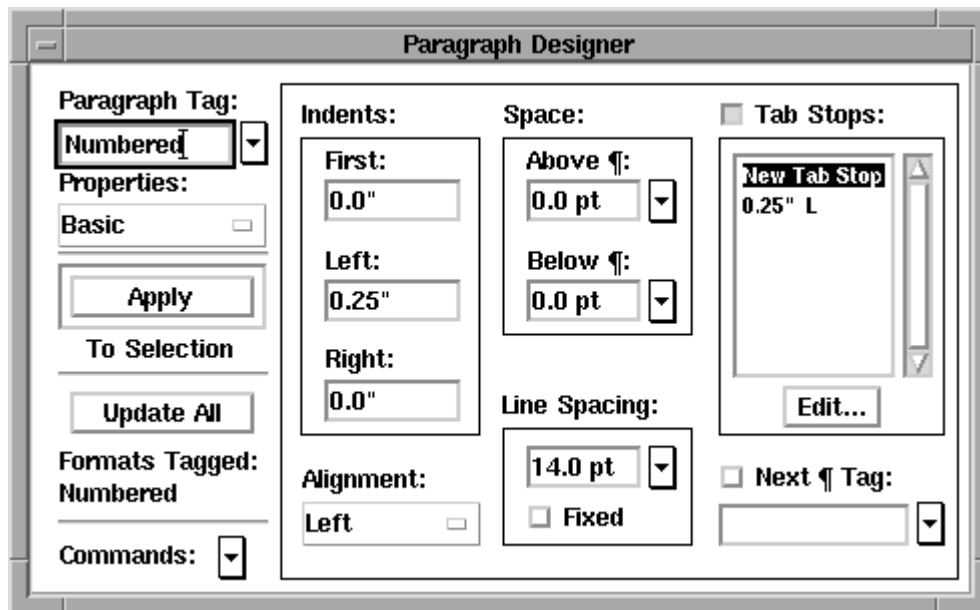 Paragraph Designer
Paragraph Tag:
Numbered
Properties:
Basic
Apply
To Selection
Update All
Formats Tagged:
Numbered
Commands:
Indents:
First:
0.0"
Left:
0.25"
Right:
0.0"
Alignment:
Left
Space:
Above ¶:
0.0 pt
Below ¶:
0.0 pt
Line Spacing:
14.0 pt
Fixed
Tab Stops:
New Tab Stop
0.25" L
Edit...
Next ¶ Tag: